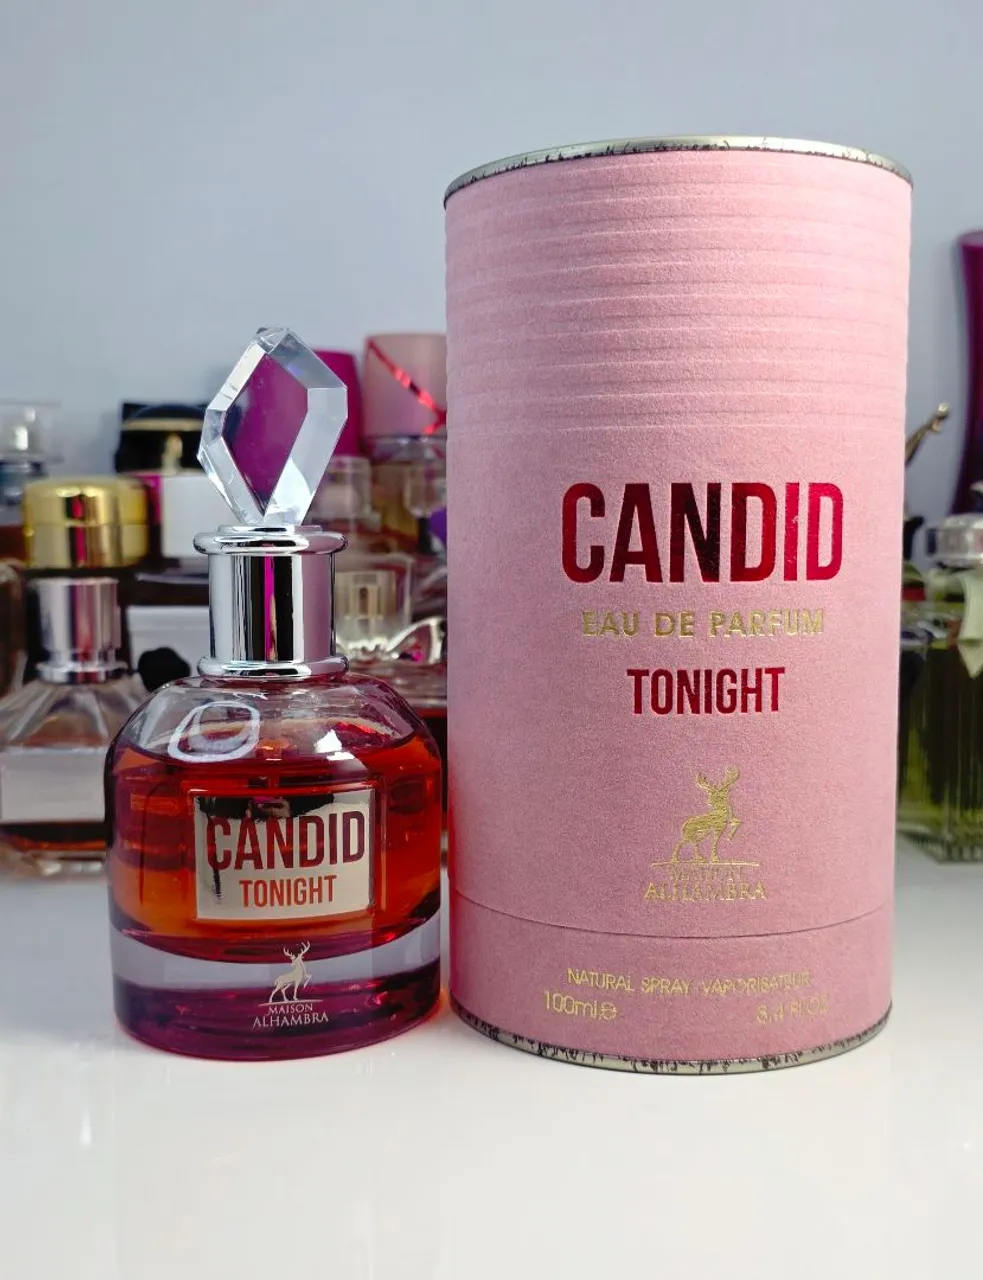 CANDID
EAU DE PARFUM
TONIGHT
MAISON
ALHAMBRA
NATURAL SPRAY VAPORISATEUR
100ml℮ 3.4 Fl.OZ
CANDID
TONIGHT
MAISON
ALHAMBRA